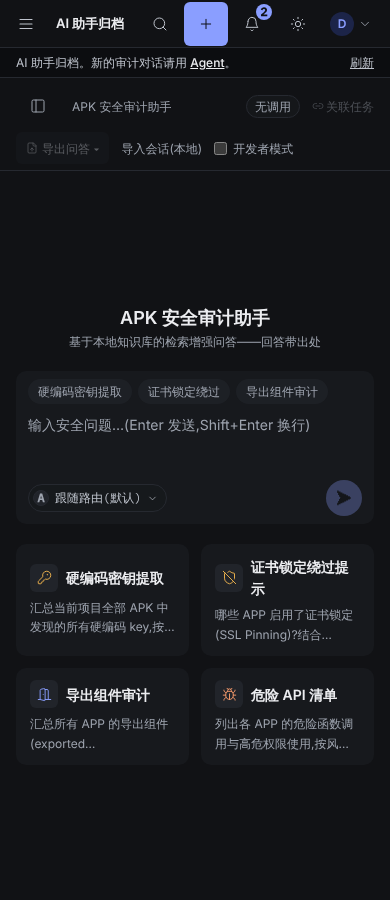 AI 助手归档
2
D
AI 助手归档。新的审计对话请用 Agent。
刷新
APK 安全审计助手
无调用
关联任务
导出问答
导入会话(本地)
开发者模式
APK 安全审计助手
基于本地知识库的检索增强问答——回答带出处
硬编码密钥提取
证书锁定绕过
导出组件审计
输入安全问题...(Enter 发送,Shift+Enter 换行)
A 跟随路由(默认)
硬编码密钥提取
汇总当前项目全部 APK 中
发现的所有硬编码 key,按...
证书锁定绕过提
示
哪些 APP 启用了证书锁定
(SSL Pinning)?结合...
导出组件审计
汇总所有 APP 的导出组件
(exported...
危险 API 清单
列出各 APP 的危险函数调
用与高危权限使用,按风...